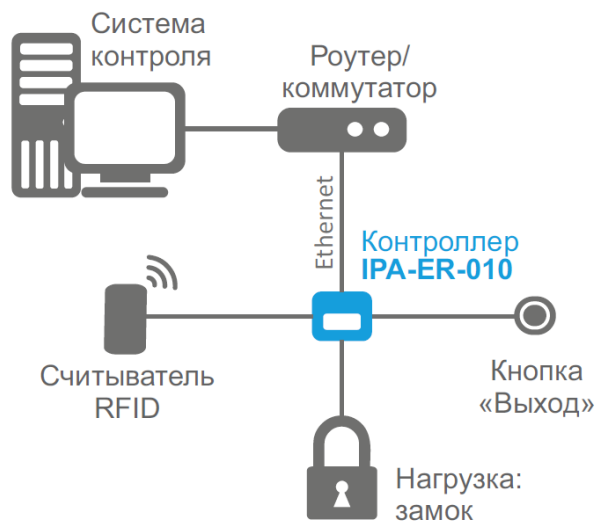 Система
контроля
Роутер/
коммутатор
Ethernet
Контроллер
IPA-ER-010
Считыватель
RFID
Кнопка
«Выход»
Нагрузка:
замок